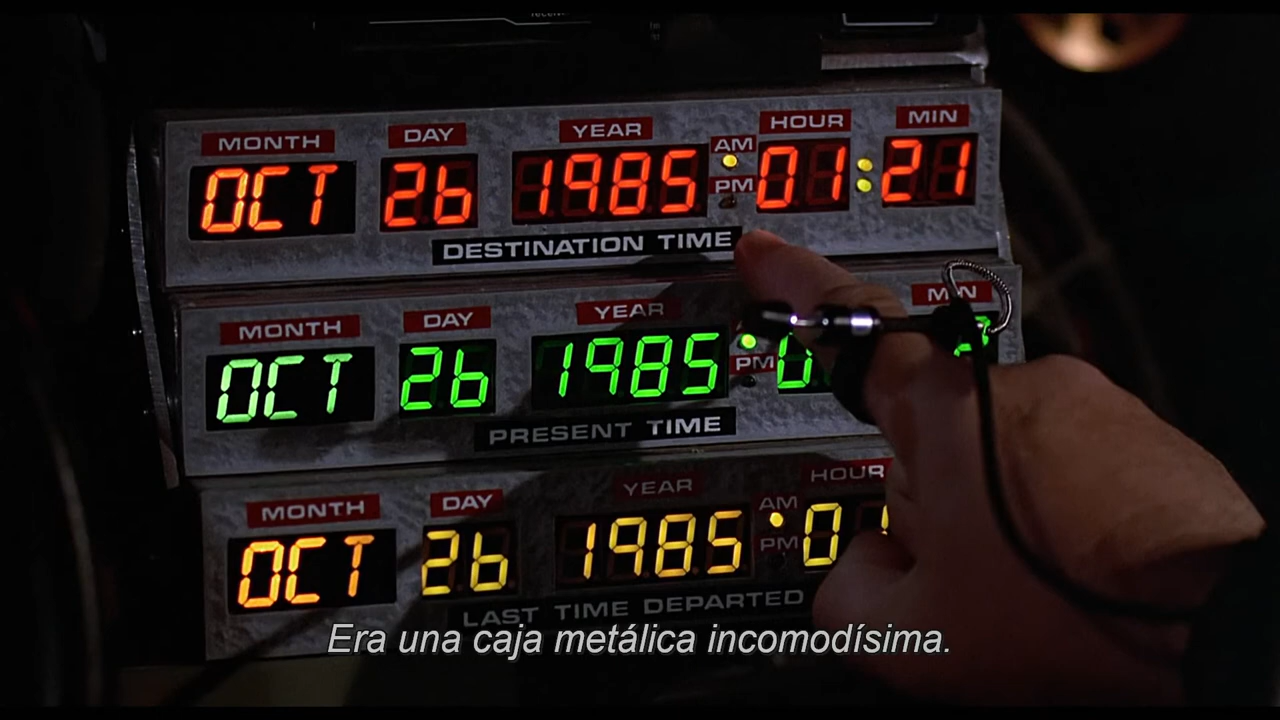 MONTH DAY YEAR AM PM HOUR MIN
OCT 26 1985 01:21
DESTINATION TIME
MONTH DAY YEAR PM MIN
OCT 26 1985
PRESENT TIME
MONTH DAY YEAR AM PM HOUR
OCT 26 1985
LAST TIME DEPARTED
Era una caja metálica incomodísima.